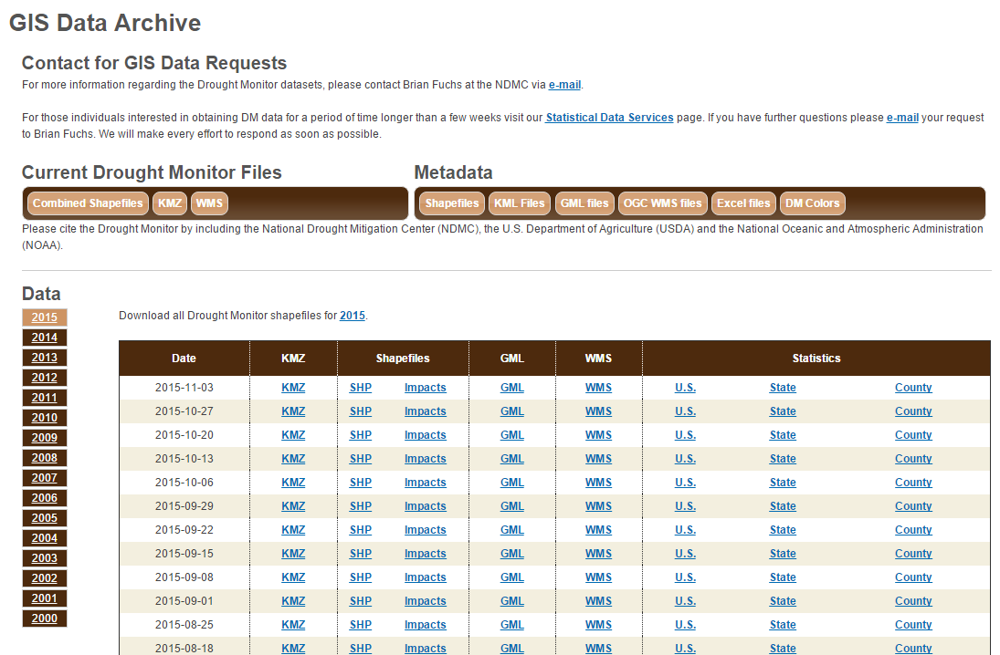 GIS Data Archive
Contact for GIS Data Requests
For more information regarding the Drought Monitor datasets, please contact Brian Fuchs at the NDMC via e-mail.
For those individuals interested in obtaining DM data for a period of time longer than a few weeks visit our Statistical Data Services page. If you have further questions please e-mail your request
to Brian Fuchs. We will make every effort to respond as soon as possible.
Current Drought Monitor Files
Combined Shapefiles KMZ WMS
Metadata
Shapefiles KML Files GML files OGC WMS files Excel files DM Colors
Please cite the Drought Monitor by including the National Drought Mitigation Center (NDMC), the U.S. Department of Agriculture (USDA) and the National Oceanic and Atmospheric Administration
(NOAA).
Data
2015
2014
2013
2012
2011
2010
2009
2008
2007
2006
2005
2004
2003
2002
2001
2000
Download all Drought Monitor shapefiles for 2015.
Date KMZ Shapefiles GML WMS Statistics
2015-11-03 KMZ SHP Impacts GML WMS U.S. State County
2015-10-27 KMZ SHP Impacts GML WMS U.S. State County
2015-10-20 KMZ SHP Impacts GML WMS U.S. State County
2015-10-13 KMZ SHP Impacts GML WMS U.S. State County
2015-10-06 KMZ SHP Impacts GML WMS U.S. State County
2015-09-29 KMZ SHP Impacts GML WMS U.S. State County
2015-09-22 KMZ SHP Impacts GML WMS U.S. State County
2015-09-15 KMZ SHP Impacts GML WMS U.S. State County
2015-09-08 KMZ SHP Impacts GML WMS U.S. State County
2015-09-01 KMZ SHP Impacts GML WMS U.S. State County
2015-08-25 KMZ SHP Impacts GML WMS U.S. State County
2015-08-18 KMZ SHP Impacts GML WMS U.S. State County